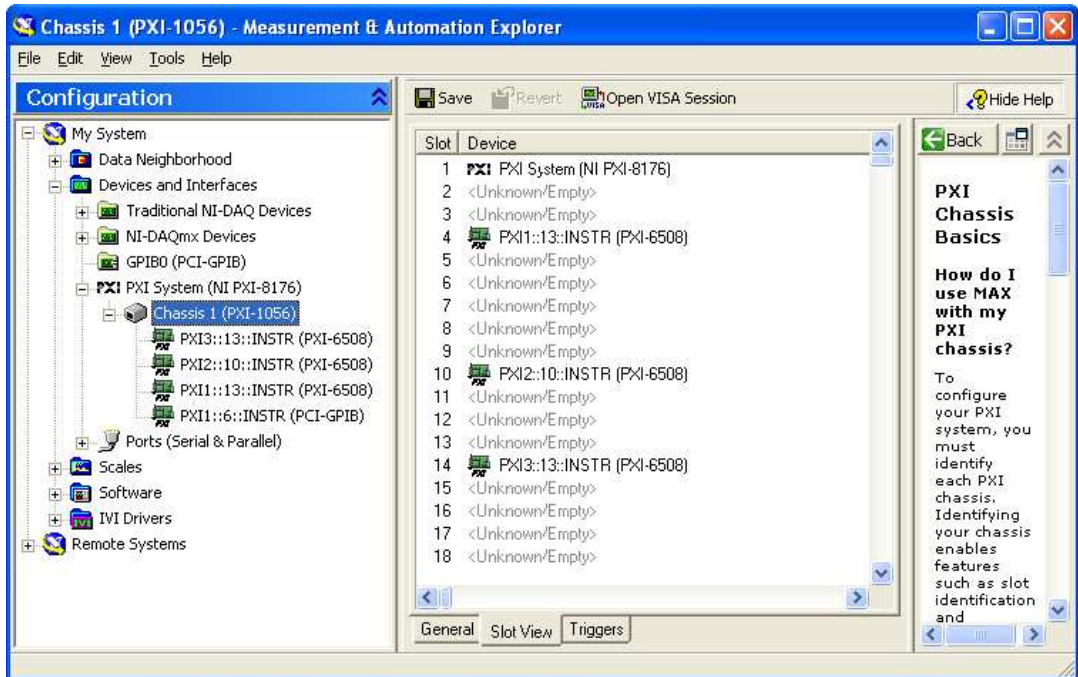 Chassis 1 (PXI-1056) - Measurement & Automation Explorer
File Edit View Tools Help
Configuration
My System
Data Neighborhood
Devices and Interfaces
Traditional NI-DAQ Devices
NI-DAQmx Devices
GPIB0 (PCI-GPIB)
PXI PXI System (NI PXI-8176)
Chassis 1 (PXI-1056)
PXI3::13::INSTR (PXI-6508)
PXI2::10::INSTR (PXI-6508)
PXI1::13::INSTR (PXI-6508)
PXI1::6::INSTR (PCI-GPIB)
Ports (Serial & Parallel)
Scales
Software
IVI Drivers
Remote Systems
Save Revert Open VISA Session Hide Help
Slot Device
1 PXI PXI System (NI PXI-8176)
2 <Unknown/Empty>
3 <Unknown/Empty>
4 PXI1::13::INSTR (PXI-6508)
5 <Unknown/Empty>
6 <Unknown/Empty>
7 <Unknown/Empty>
8 <Unknown/Empty>
9 <Unknown/Empty>
10 PXI2::10::INSTR (PXI-6508)
11 <Unknown/Empty>
12 <Unknown/Empty>
13 <Unknown/Empty>
14 PXI3::13::INSTR (PXI-6508)
15 <Unknown/Empty>
16 <Unknown/Empty>
17 <Unknown/Empty>
18 <Unknown/Empty>
General Slot View Triggers
Back
PXI
Chassis
Basics
How do I
use MAX
with my
PXI
chassis?
To
configure
your PXI
system, you
must
identify
each PXI
chassis.
Identifying
your chassis
enables
features
such as slot
identification
and